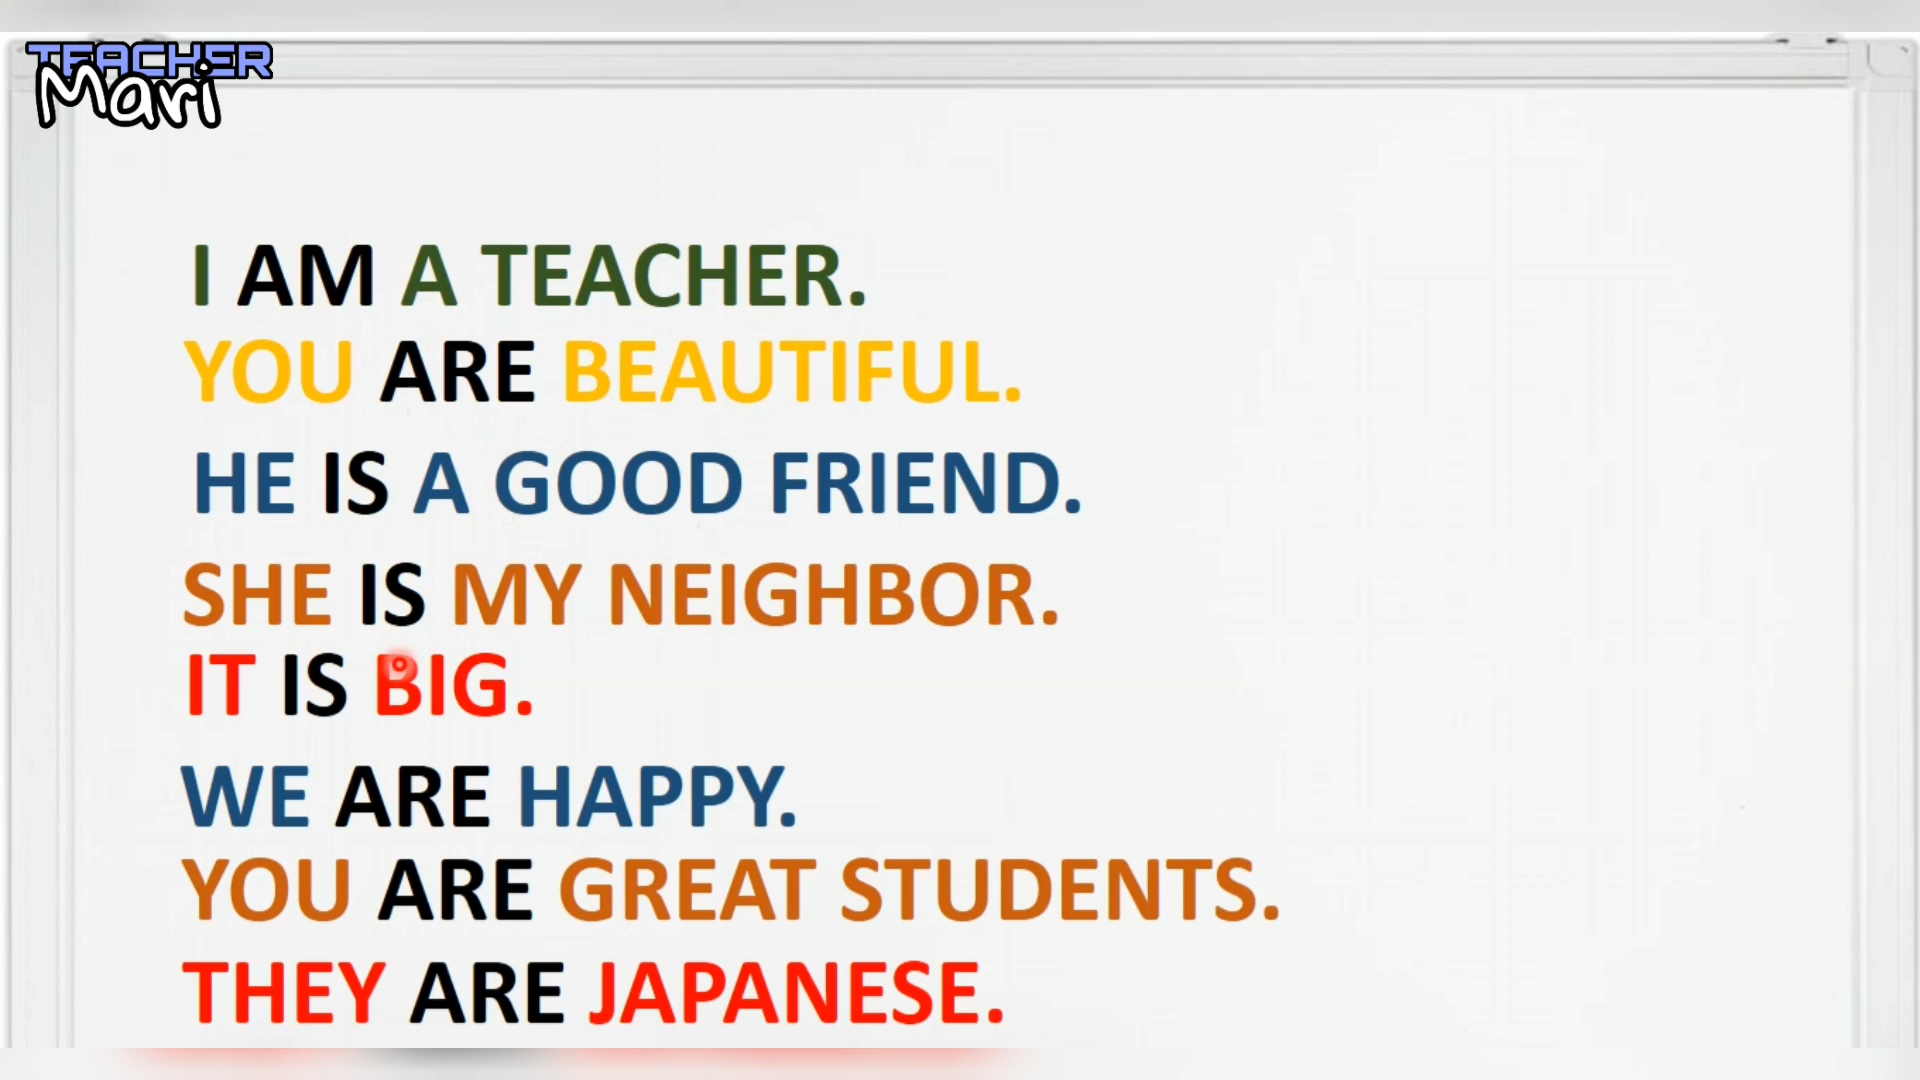 TEACHER
Mari
I AM A TEACHER.
YOU ARE BEAUTIFUL.
HE IS A GOOD FRIEND.
SHE IS MY NEIGHBOR.
IT IS BIG.
WE ARE HAPPY.
YOU ARE GREAT STUDENTS.
THEY ARE JAPANESE.